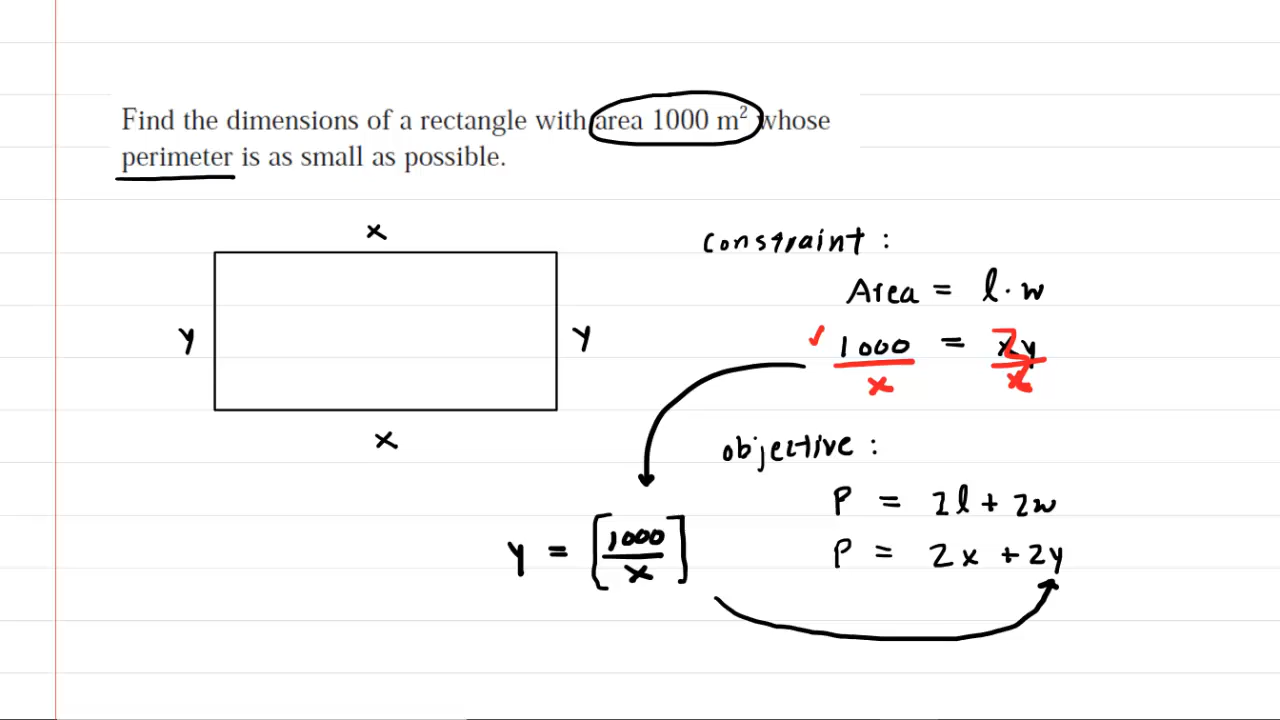 Find the dimensions of a rectangle with area 1000 m² whose
perimeter is as small as possible.
x
constraint :
Area = l · w
y
y
1000 = xy
x x
x
objective :
P = 2l + 2w
y = [1000/x]
P = 2x + 2y